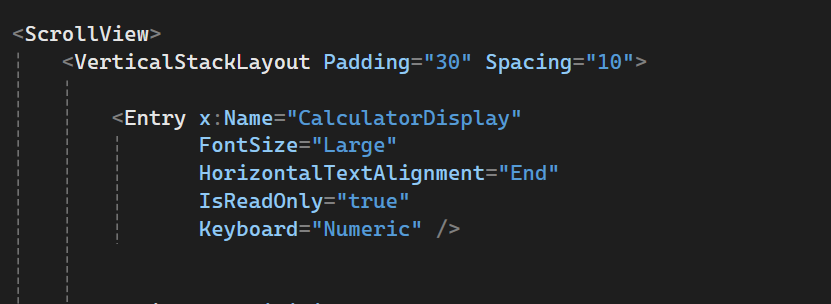 <ScrollView>
<VerticalStackLayout Padding="30" Spacing="10">
<Entry x:Name="CalculatorDisplay"
FontSize="Large"
HorizontalTextAlignment="End"
IsReadOnly="true"
Keyboard="Numeric" />